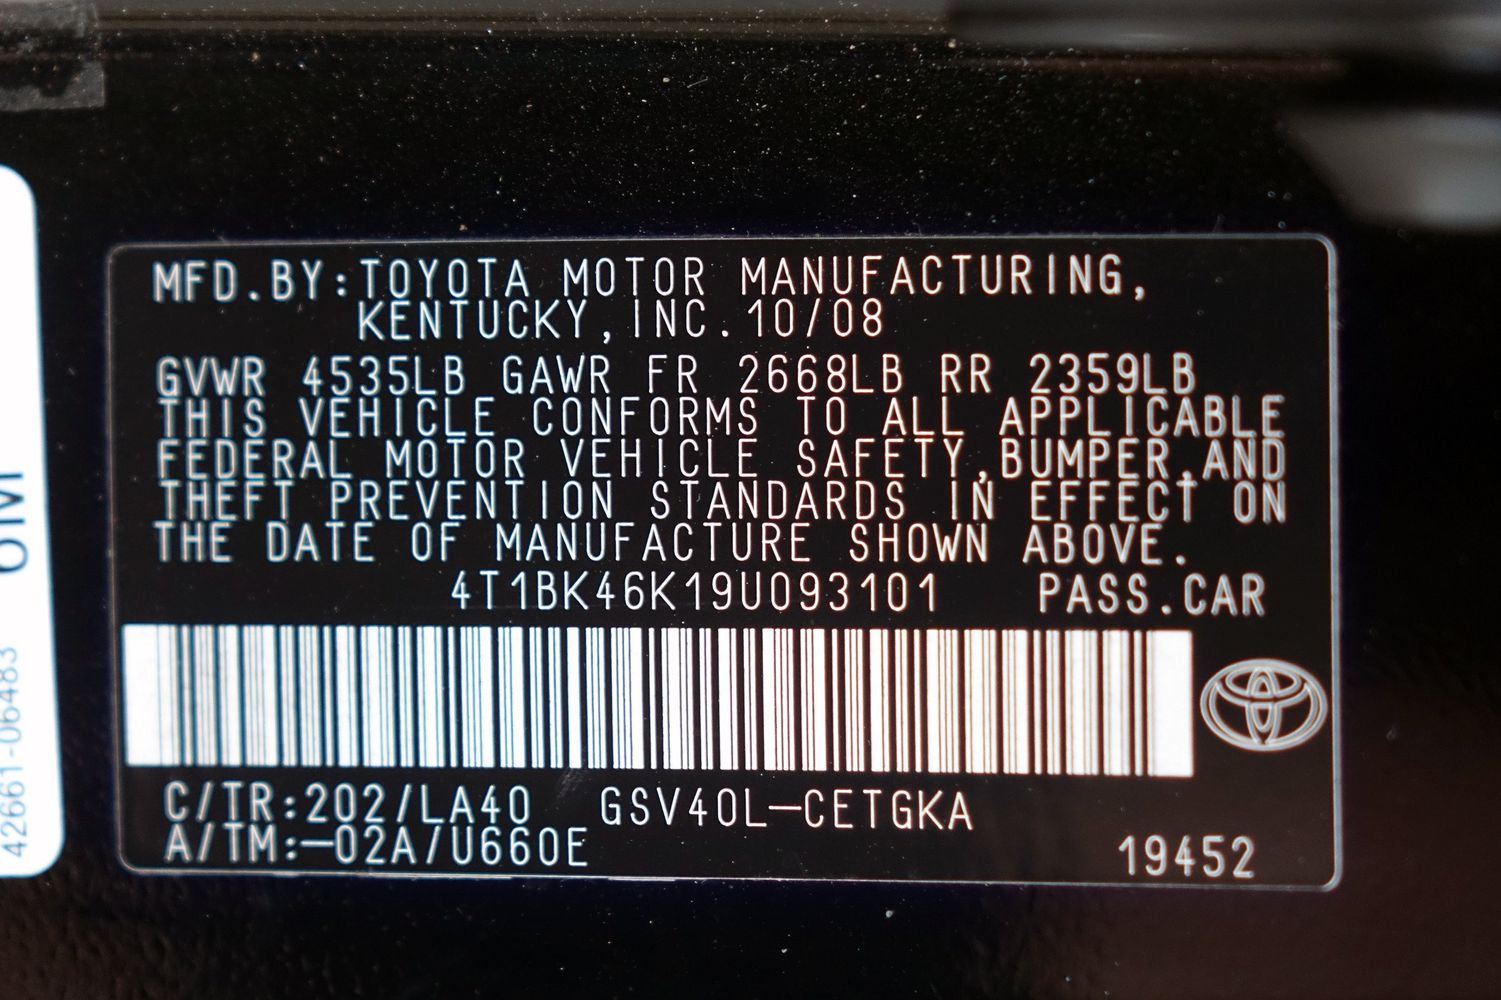 MFD.BY:TOYOTA MOTOR MANUFACTURING,
KENTUCKY,INC.10/08
GVWR 4535LB GAWR FR 2668LB RR 2359LB
THIS VEHICLE CONFORMS TO ALL APPLICABLE
FEDERAL MOTOR VEHICLE SAFETY,BUMPER,AND
THEFT PREVENTION STANDARDS IN EFFECT ON
THE DATE OF MANUFACTURE SHOWN ABOVE.
4T1BK46K19U093101 PASS.CAR
C/TR:202/LA40 GSV40L-CETGKA
A/TM:-02A/U660E
19452
42661-06483